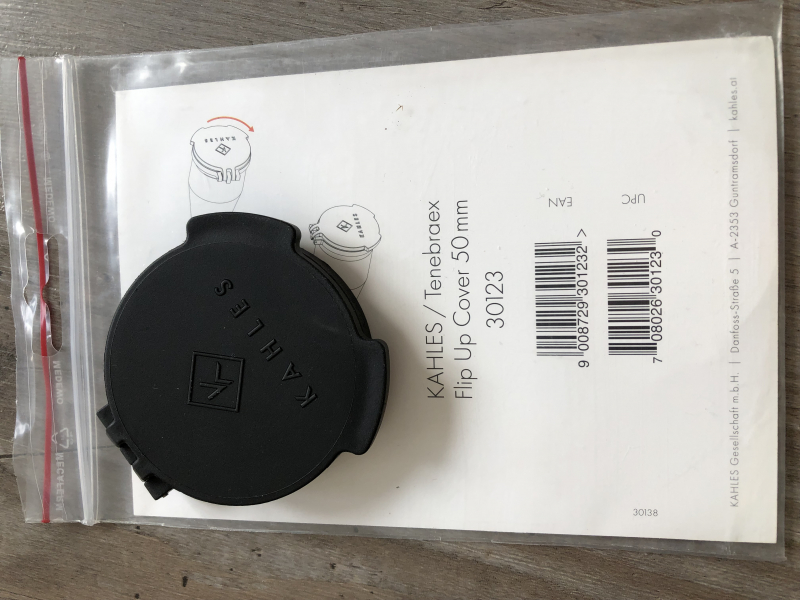 KAHLES / Tenebraex
Flip Up Cover 50 mm
30123
EAN
9 008729 301232 >
UPC
7 08026 30123 0
KAHLES Gesellschaft m.b.H. | Danfoss-Straße 5 | A-2353 Guntramsdorf | kahles.at
30138
KAHLES
KAHLES
KAHLES